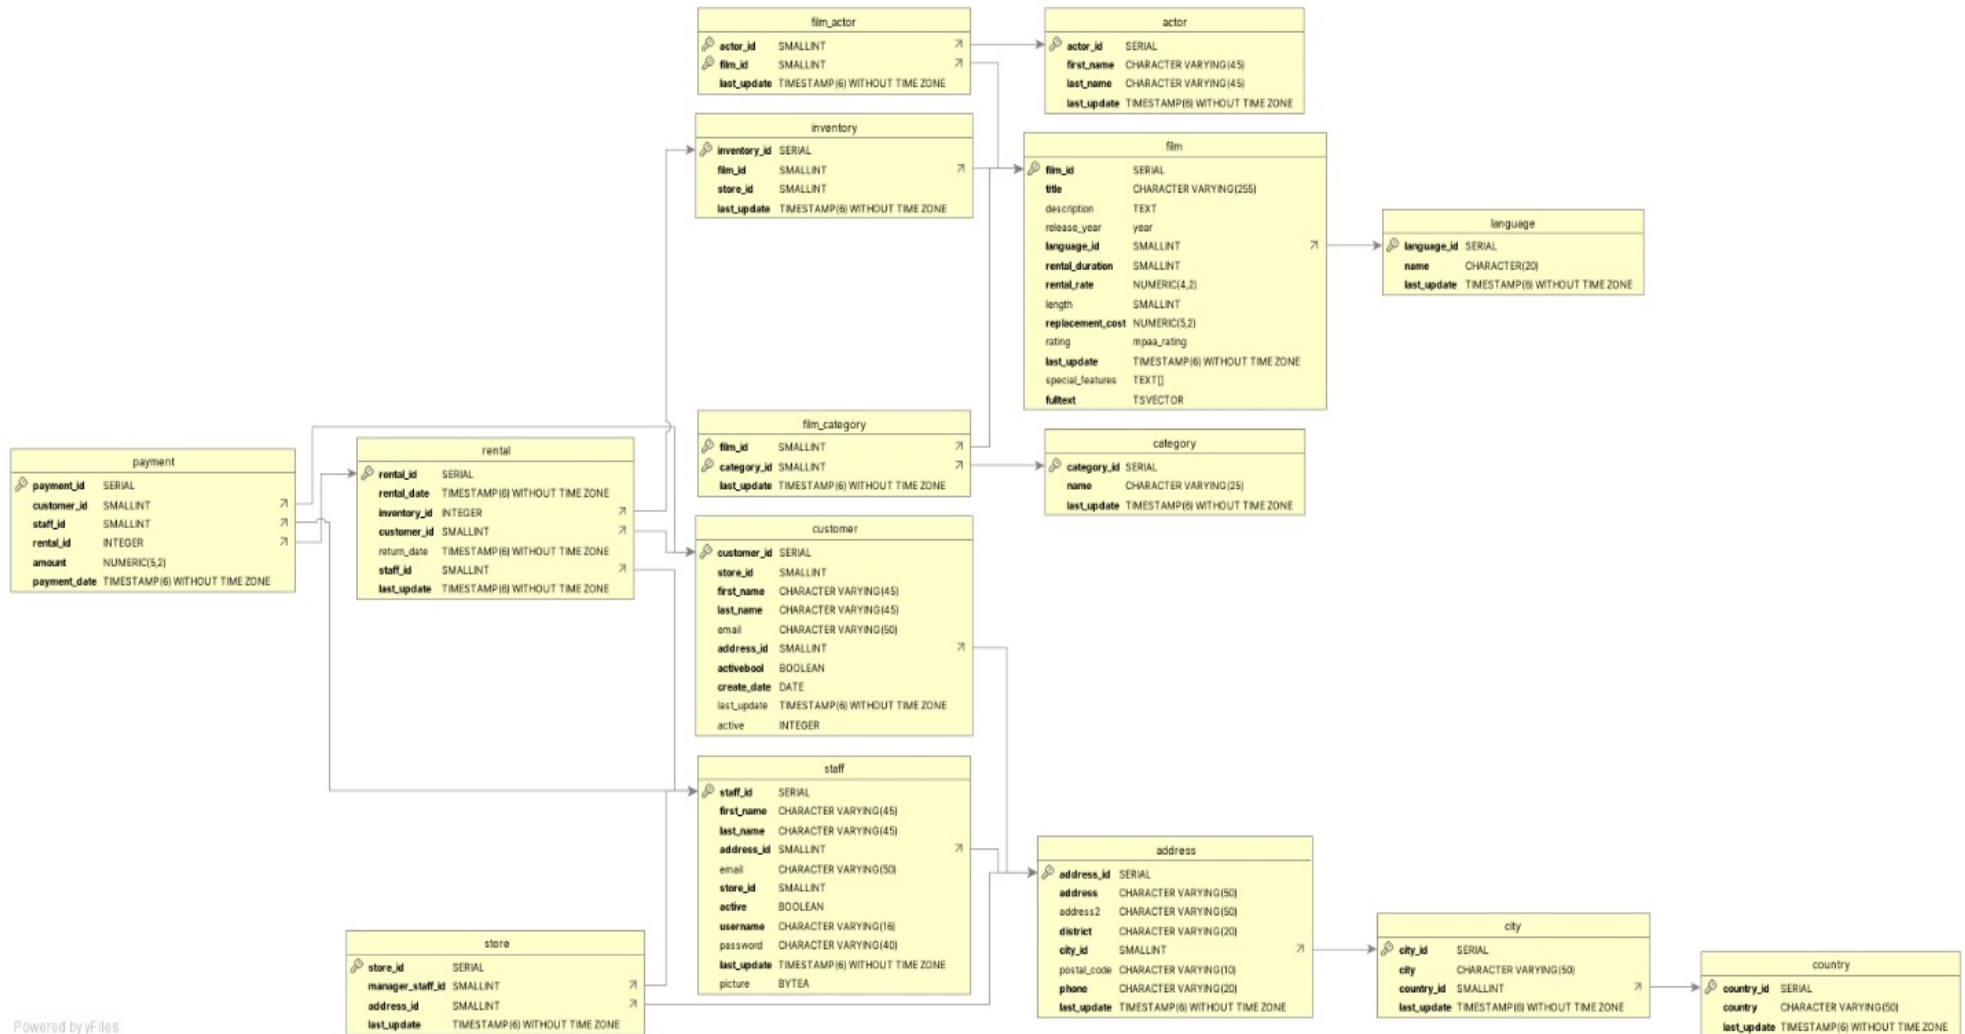 film_actor
actor_id SMALLINT
film_id SMALLINT
last_update TIMESTAMP(6) WITHOUT TIME ZONE
actor
actor_id SERIAL
first_name CHARACTER VARYING(45)
last_name CHARACTER VARYING(45)
last_update TIMESTAMP(6) WITHOUT TIME ZONE
inventory
inventory_id SERIAL
film_id SMALLINT
store_id SMALLINT
last_update TIMESTAMP(6) WITHOUT TIME ZONE
film
film_id SERIAL
title CHARACTER VARYING(255)
description TEXT
release_year year
language_id SMALLINT
rental_duration SMALLINT
rental_rate NUMERIC(4,2)
length SMALLINT
replacement_cost NUMERIC(5,2)
rating mpaa_rating
last_update TIMESTAMP(6) WITHOUT TIME ZONE
special_features TEXT[]
fulltext TSVECTOR
language
language_id SERIAL
name CHARACTER(20)
last_update TIMESTAMP(6) WITHOUT TIME ZONE
payment
payment_id SERIAL
customer_id SMALLINT
staff_id SMALLINT
rental_id INTEGER
amount NUMERIC(5,2)
payment_date TIMESTAMP(6) WITHOUT TIME ZONE
rental
rental_id SERIAL
rental_date TIMESTAMP(6) WITHOUT TIME ZONE
inventory_id INTEGER
customer_id SMALLINT
return_date TIMESTAMP(6) WITHOUT TIME ZONE
staff_id SMALLINT
last_update TIMESTAMP(6) WITHOUT TIME ZONE
film_category
film_id SMALLINT
category_id SMALLINT
last_update TIMESTAMP(6) WITHOUT TIME ZONE
category
category_id SERIAL
name CHARACTER VARYING(25)
last_update TIMESTAMP(6) WITHOUT TIME ZONE
customer
customer_id SERIAL
store_id SMALLINT
first_name CHARACTER VARYING(45)
last_name CHARACTER VARYING(45)
email CHARACTER VARYING(50)
address_id SMALLINT
activebool BOOLEAN
create_date DATE
last_update TIMESTAMP(6) WITHOUT TIME ZONE
active INTEGER
staff
staff_id SERIAL
first_name CHARACTER VARYING(45)
last_name CHARACTER VARYING(45)
address_id SMALLINT
email CHARACTER VARYING(50)
store_id SMALLINT
active BOOLEAN
username CHARACTER VARYING(16)
password CHARACTER VARYING(40)
last_update TIMESTAMP(6) WITHOUT TIME ZONE
picture BYTEA
store
store_id SERIAL
manager_staff_id SMALLINT
address_id SMALLINT
last_update TIMESTAMP(6) WITHOUT TIME ZONE
address
address_id SERIAL
address CHARACTER VARYING(50)
address2 CHARACTER VARYING(50)
district CHARACTER VARYING(20)
city_id SMALLINT
postal_code CHARACTER VARYING(10)
phone CHARACTER VARYING(20)
last_update TIMESTAMP(6) WITHOUT TIME ZONE
city
city_id SERIAL
city CHARACTER VARYING(50)
country_id SMALLINT
last_update TIMESTAMP(6) WITHOUT TIME ZONE
country
country_id SERIAL
country CHARACTER VARYING(50)
last_update TIMESTAMP(6) WITHOUT TIME ZONE
Powered by yFiles